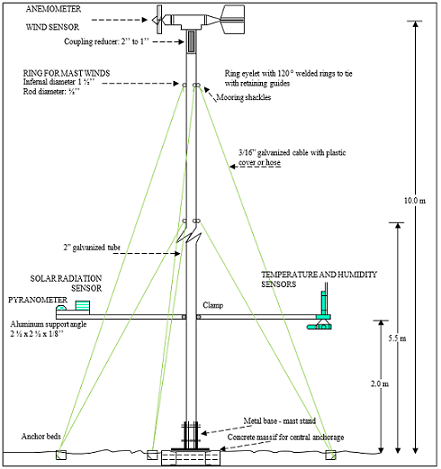 ANEMOMETER
WIND SENSOR
Coupling reducer: 2’’ to 1’’
RING FOR MAST WINDS
Infernal diameter 1 ½’’
Rod diameter: ⅜’’
Ring eyelet with 120 ° welded rings to tie
with retaining guides
Mooring shackles
3/16” galvanized cable with plastic
cover or hose
10.0 m
2” galvanized tube
SOLAR RADIATION
SENSOR
TEMPERATURE AND HUMIDITY
SENSORS
PYRANOMETER
Clamp
Aluminum support angle
2 ½ x 2 ½ x 1/8’’
5.5 m
2.0 m
Metal base - mast stand
Anchor beds
Concrete massif for central anchorage